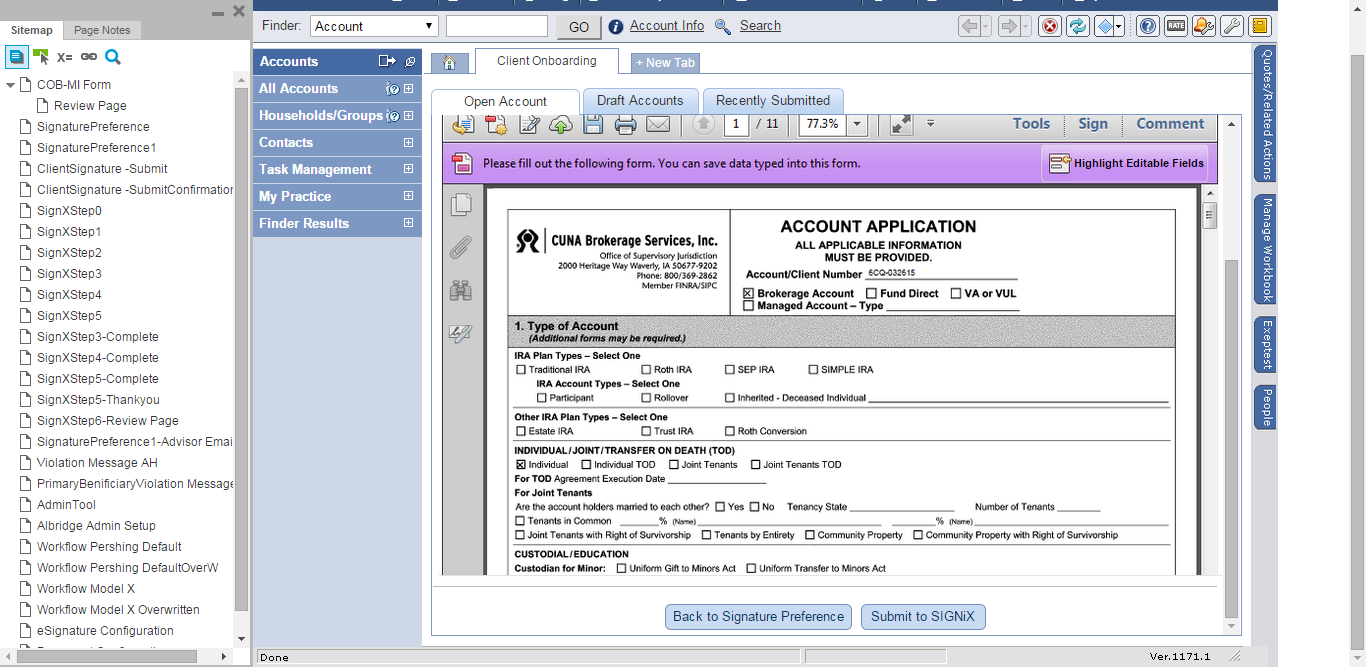 Sitemap
Page Notes
X=
COB-MI Form
Review Page
SignaturePreference
SignaturePreference1
ClientSignature -Submit
ClientSignature -SubmitConfirmation
SignXStep0
SignXStep1
SignXStep2
SignXStep3
SignXStep4
SignXStep5
SignXStep3-Complete
SignXStep4-Complete
SignXStep5-Complete
SignXStep5-Thankyou
SignXStep6-Review Page
SignaturePreference1-Advisor Emai
Violation Message AH
PrimaryBenificiaryViolation Message
AdminTool
Albridge Admin Setup
Workflow Pershing Default
Workflow Pershing DefaultOverW
Workflow Model X
Workflow Model X Overwritten
eSignature Configuration
Finder: Account GO Account Info Search
RATE
Accounts
All Accounts
Households/Groups
Contacts
Task Management
My Practice
Finder Results
Client Onboarding
+ New Tab
Open Account
Draft Accounts
Recently Submitted
1 / 11 77.3% Tools Sign Comment
Please fill out the following form. You can save data typed into this form.
Highlight Editable Fields
CUNA Brokerage Services, Inc.
Office of Supervisory Jurisdiction
2000 Heritage Way Waverly, IA 50677-9202
Phone: 800/369-2862
Member FINRA/SIPC
ACCOUNT APPLICATION
ALL APPLICABLE INFORMATION
MUST BE PROVIDED.
Account/Client Number 6CQ-032615
Brokerage Account Fund Direct VA or VUL
Managed Account – Type
1. Type of Account
(Additional forms may be required.)
IRA Plan Types – Select One
Traditional IRA Roth IRA SEP IRA SIMPLE IRA
IRA Account Types – Select One
Participant Rollover Inherited - Deceased Individual
Other IRA Plan Types – Select One
Estate IRA Trust IRA Roth Conversion
INDIVIDUAL/JOINT/TRANSFER ON DEATH (TOD)
Individual Individual TOD Joint Tenants Joint Tenants TOD
For TOD Agreement Execution Date
For Joint Tenants
Are the account holders married to each other? Yes No Tenancy State Number of Tenants
Tenants in Common % (Name) % (Name)
Joint Tenants with Right of Survivorship Tenants by Entirety Community Property Community Property with Right of Survivorship
CUSTODIAL/EDUCATION
Custodian for Minor: Uniform Gift to Minors Act Uniform Transfer to Minors Act
Back to Signature Preference
Submit to SIGNiX
Quotes/Related Actions
Manage Workbook
Exeptest
People
Done
Ver.1171.1